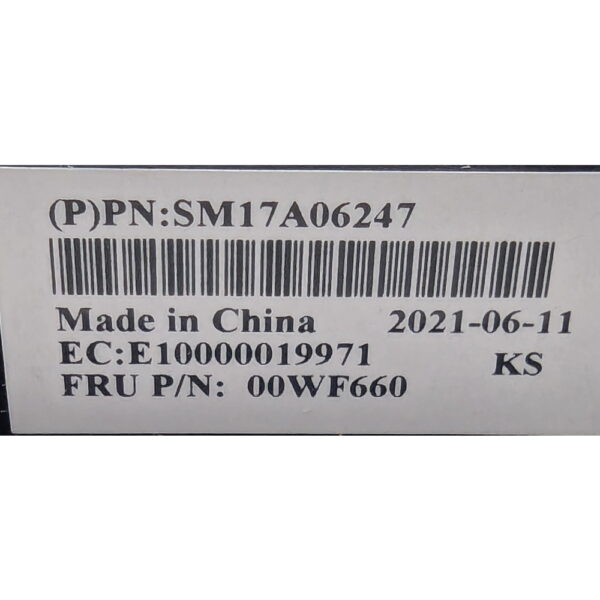 (P)PN:SM17A06247
Made in China 2021-06-11
EC:E10000019971 KS
FRU P/N: 00WF660